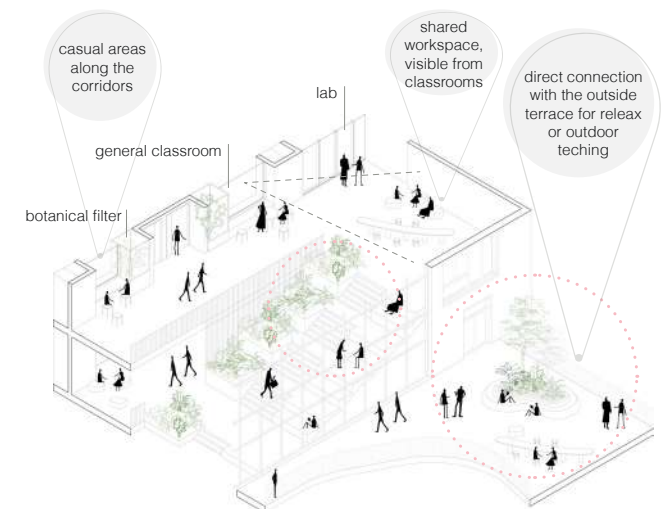 casual areas
along the
corridors
shared
workspace,
visible from
classrooms
direct connection
with the outside
terrace for releax
or outdoor
teching
lab
general classroom
botanical filter